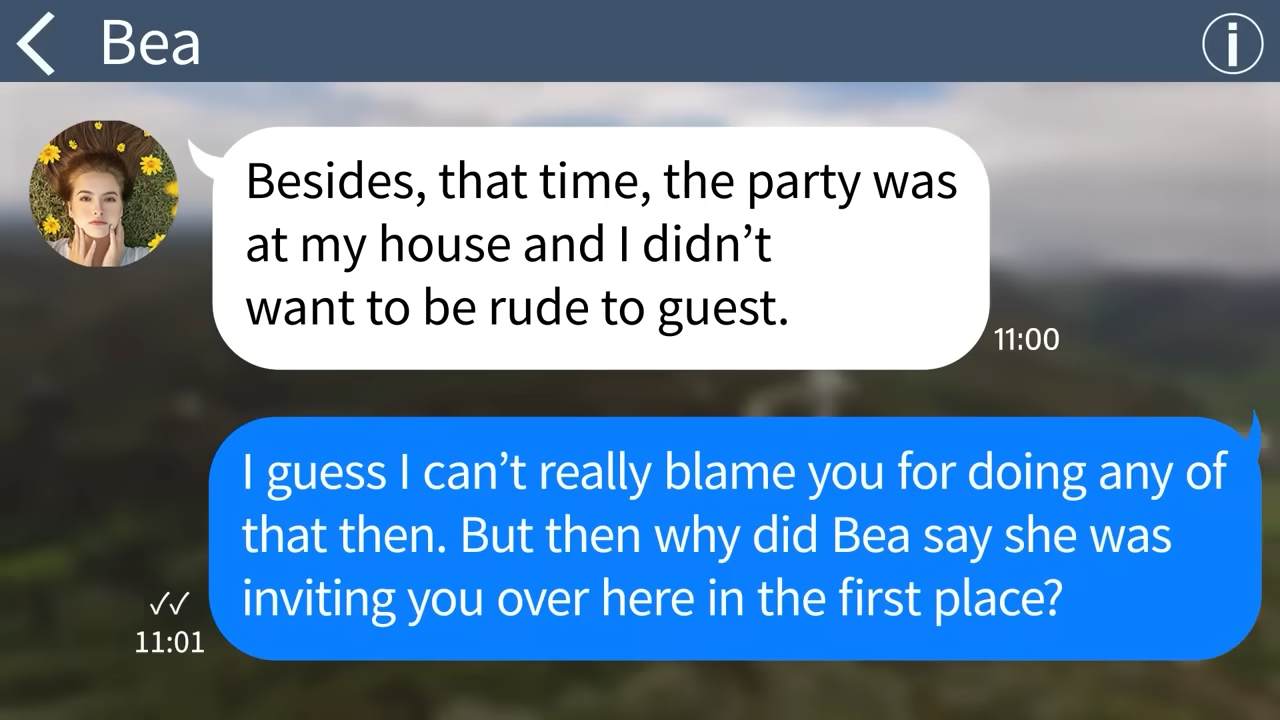 Bea
Besides, that time, the party was
at my house and I didn’t
want to be rude to guest.
11:00
I guess I can’t really blame you for doing any of
that then. But then why did Bea say she was
inviting you over here in the first place?
11:01